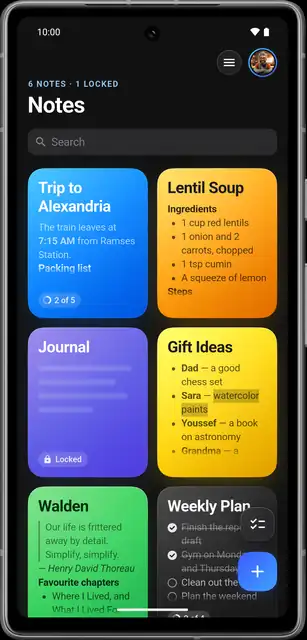 10:00
6 NOTES · 1 LOCKED
Notes
Search
Trip to
Alexandria
The train leaves at
7:15 AM from Ramses
Station.
Packing list
2 of 5
Lentil Soup
Ingredients
• 1 cup red lentils
• 1 onion and 2
carrots, chopped
• 1 tsp cumin
• A squeeze of lemon
Steps
Journal
Locked
Gift Ideas
• Dad — a good
chess set
• Sara — watercolor
paints
• Youssef — a book
on astronomy
• Grandma — a
Walden
Our life is frittered
away by detail.
Simplify, simplify.
— Henry David Thoreau
Favourite chapters
• Where I Lived, and
What I Lived For
Weekly Plan
Finish the
draft
Gym on
and Thursday
Clean out the
Plan the weekend